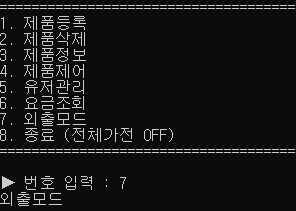 ==========================================
1. 제품등록
2. 제품삭제
3. 제품정보
4. 제품제어
5. 유저관리
6. 요금조회
7. 외출모드
8. 종료 (전체가전 OFF)
==========================================
▶ 번호 입력 : 7
외출모드